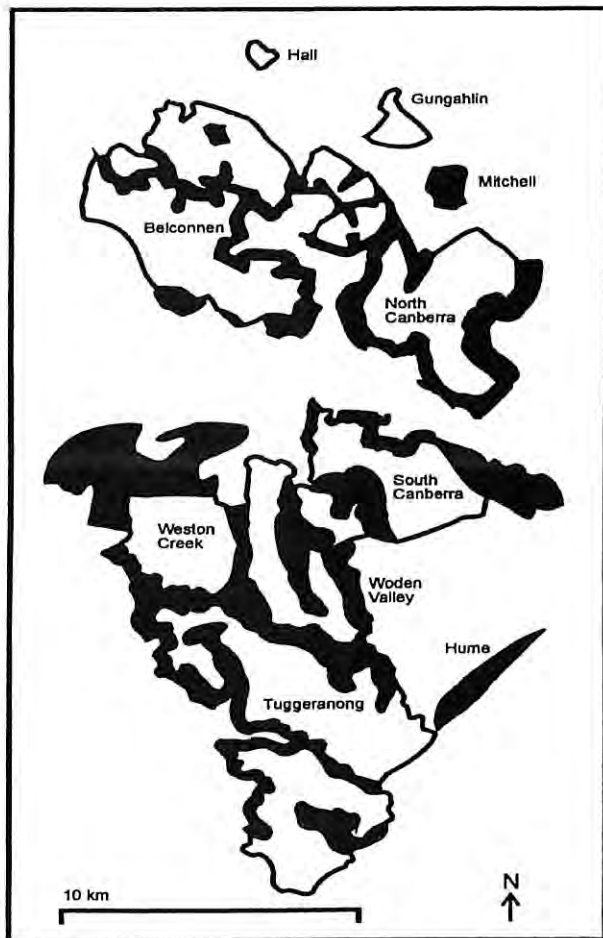 Hall
Gungahlin
Mitchell
Belconnen
North
Canberra
South
Canberra
Weston
Creek
Woden
Valley
Hume
Tuggeranong
10 km
N